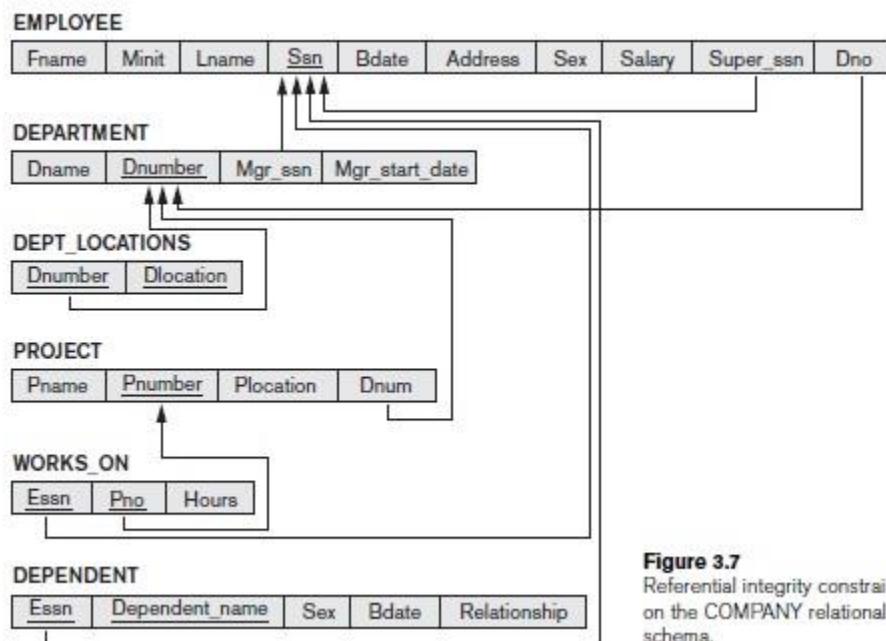 EMPLOYEE
Fname Minit Lname Ssn Bdate Address Sex Salary Super_ssn Dno
DEPARTMENT
Dname Dnumber Mgr_ssn Mgr_start_date
DEPT_LOCATIONS
Dnumber Dlocation
PROJECT
Pname Pnumber Plocation Dnum
WORKS_ON
Essn Pno Hours
DEPENDENT
Essn Dependent_name Sex Bdate Relationship
Figure 3.7
Referential integrity constrai
on the COMPANY relational
schema.